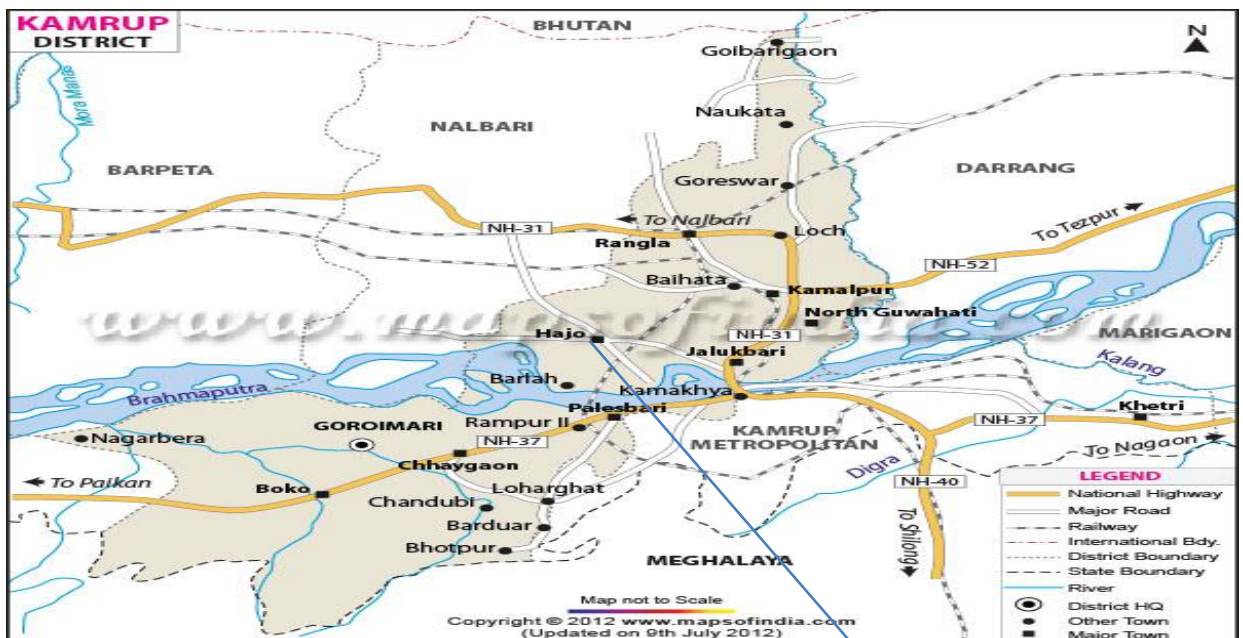 KAMRUP
DISTRICT
BHUTAN
N
Goibarigaon
Mora Manas
Naukata
NALBARI
BARPETA
DARRANG
Goreswar
To Nalbari
NH-31
Rangla
Loch
To Tezpur
NH-52
Baihata
Kamalpur
www.mapsofindia.com
North Guwahati
MARIGAON
Hajo
NH-31
Jalukbari
Kalang
Barlah
Kamakhya
Brahmaputra
Palesbari
Khetri
GOROIMARI
Rampur II
NH-37
KAMRUP
METROPOLITAN
Nagarbera
NH-37
To Nagaon
Chhaygaon
Digra
To Paikan
Boko
Loharghat
NH-40
Chandubi
Barduar
To Shilong
Bhotpur
MEGHALAYA
LEGEND
National Highway
Major Road
Railway
International Bdy.
District Boundary
State Boundary
River
District HQ
Other Town
Major Town
Map not to Scale
Copyright © 2012 www.mapsofindia.com
(Updated on 9th July 2012)